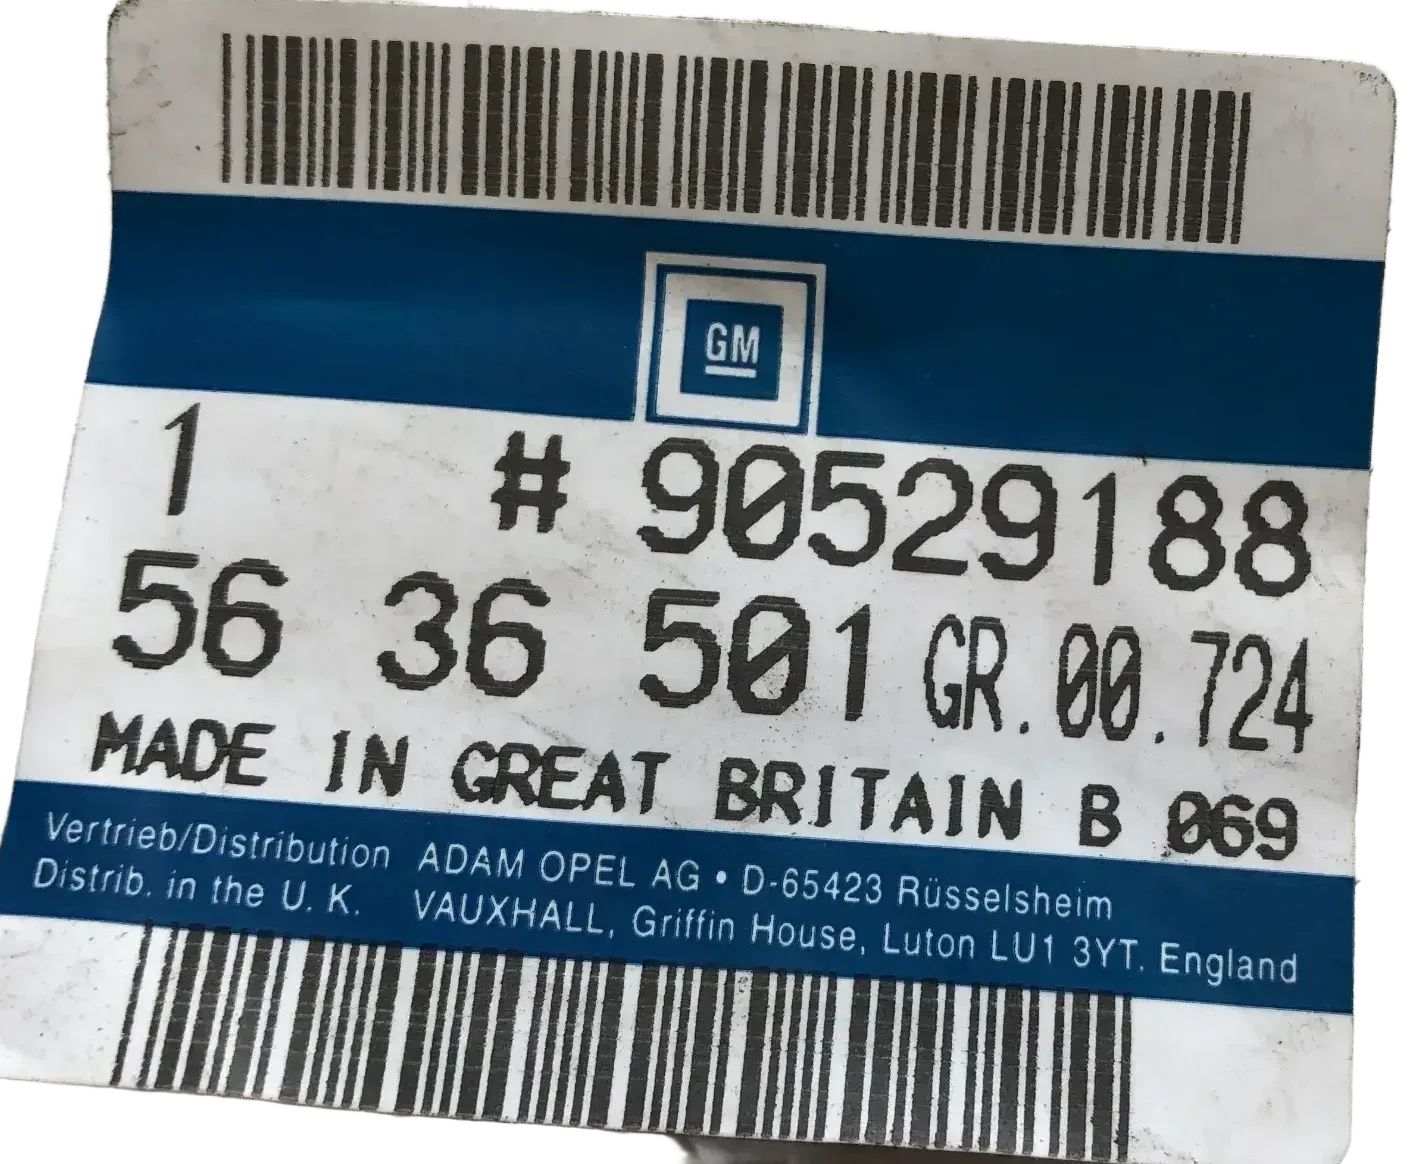 GM
1 # 90529188
56 36 501 GR.00.724
MADE IN GREAT BRITAIN B 069
Vertrieb/Distribution ADAM OPEL AG • D-65423 Rüsselsheim
Distrib. in the U. K. VAUXHALL, Griffin House, Luton LU1 3YT. England